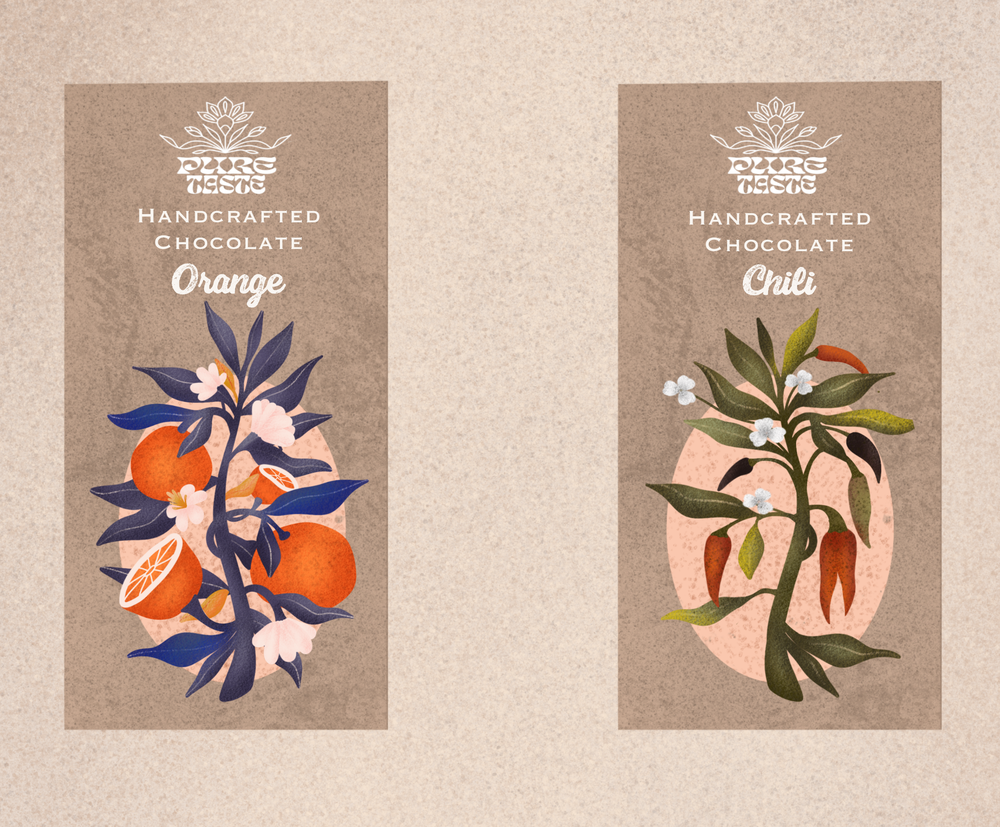 PURE
TASTE
HANDCRAFTED
CHOCOLATE
Orange
PURE
TASTE
HANDCRAFTED
CHOCOLATE
Chili